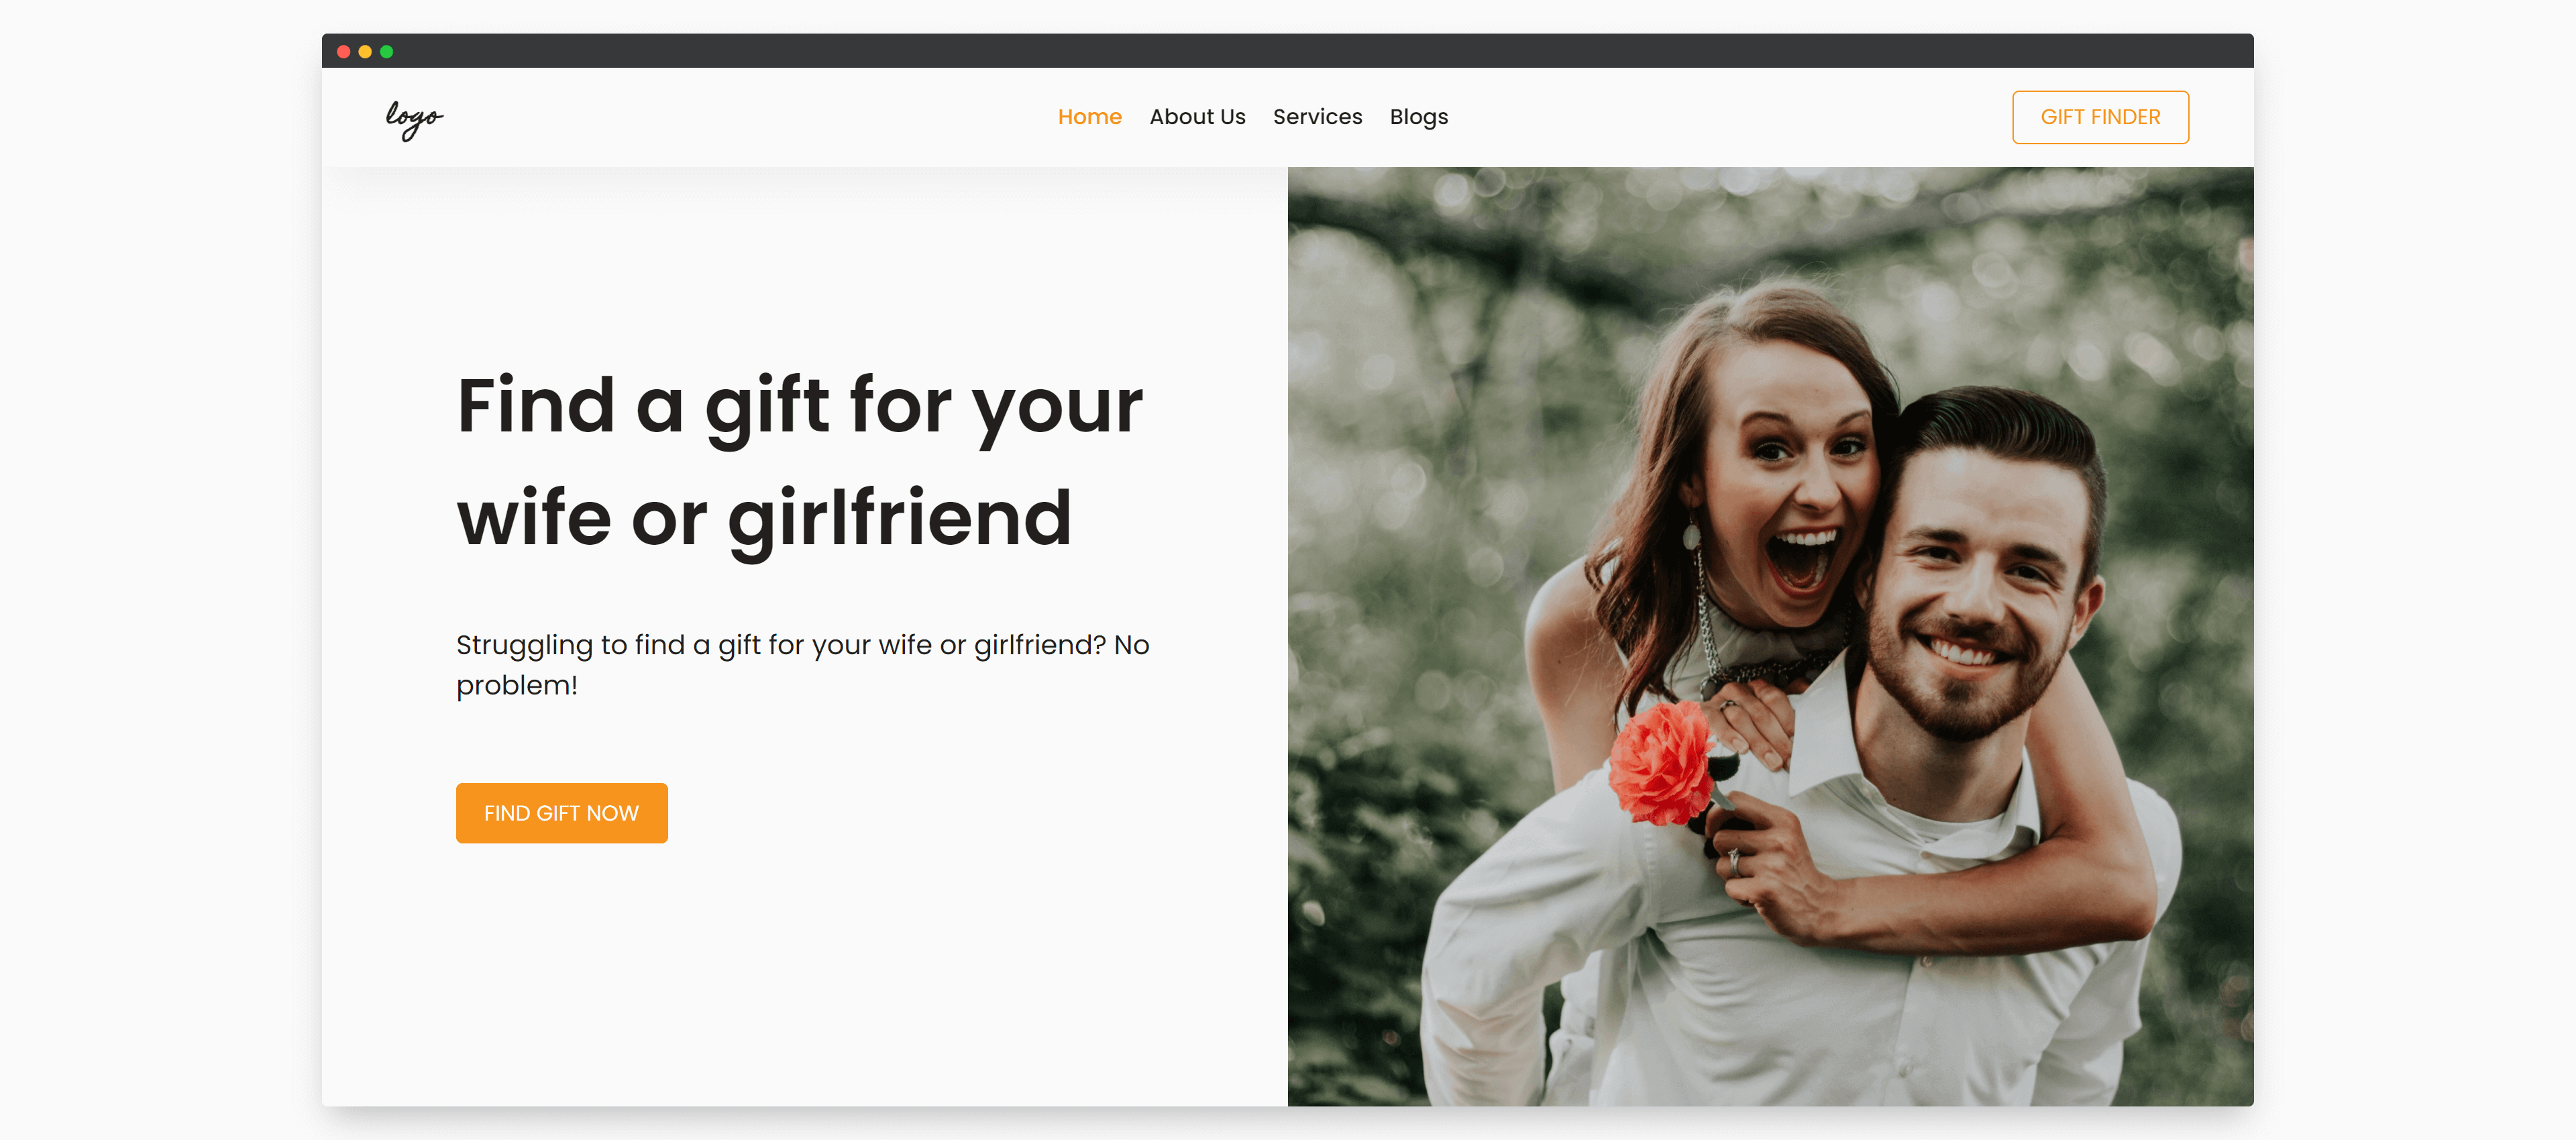 logo
Home About Us Services Blogs
GIFT FINDER
Find a gift for your
wife or girlfriend
Struggling to find a gift for your wife or girlfriend? No
problem!
FIND GIFT NOW